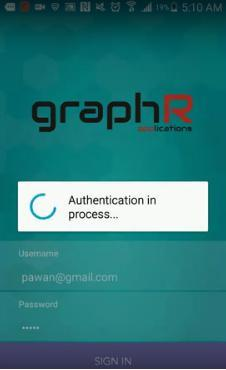 19% 5:10 AM
graphR
applications
Authentication in
process...
Username
pawan@gmail.com
Password
•••••
SIGN IN